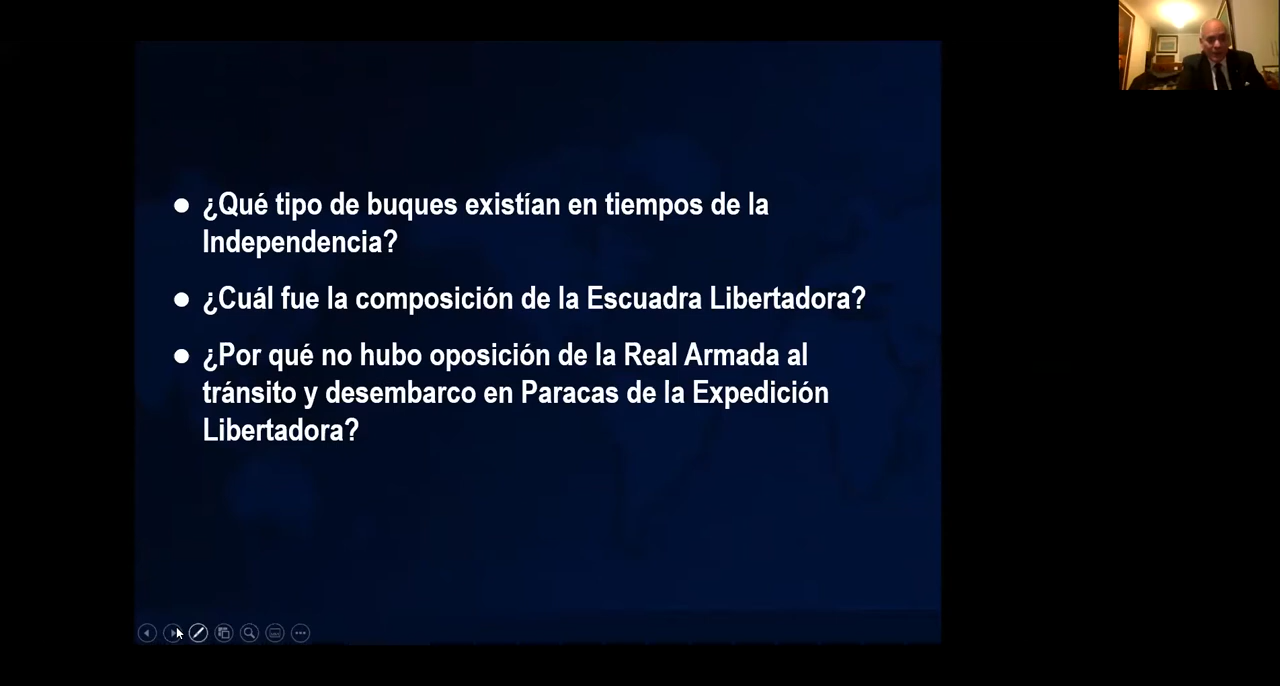 ● ¿Qué tipo de buques existían en tiempos de la
Independencia?
● ¿Cuál fue la composición de la Escuadra Libertadora?
● ¿Por qué no hubo oposición de la Real Armada al
tránsito y desembarco en Paracas de la Expedición
Libertadora?